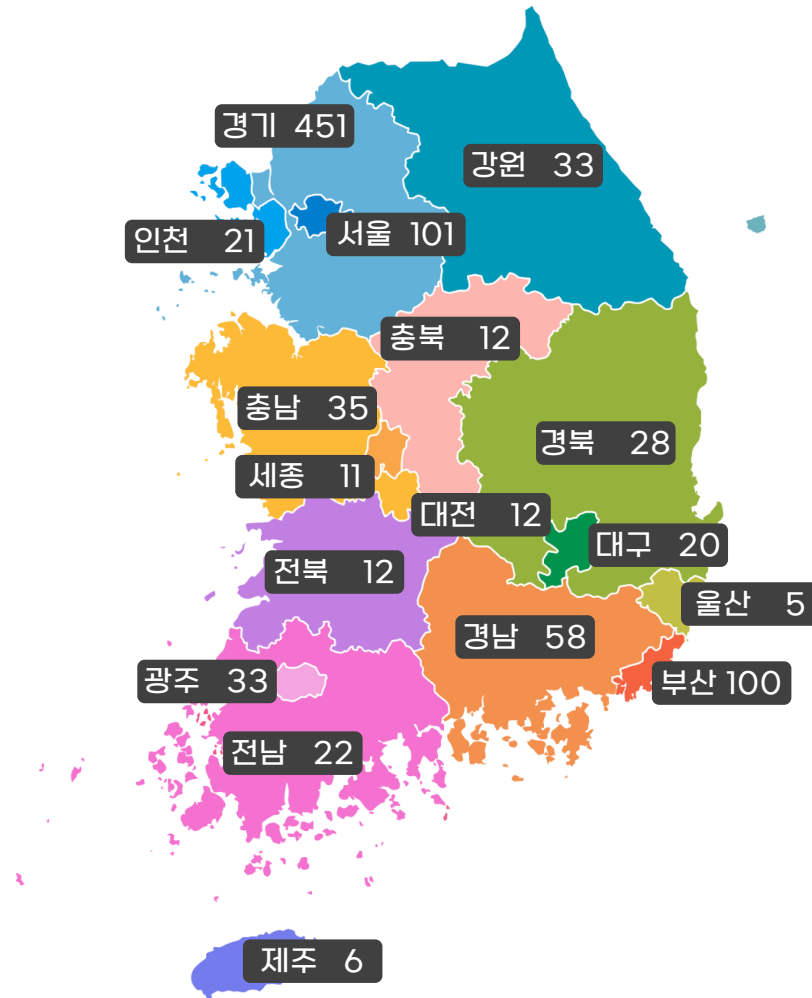 경기 451
강원 33
인천 21
서울 101
충북 12
충남 35
경북 28
세종 11
대전 12
대구 20
전북 12
울산 5
경남 58
광주 33
부산 100
전남 22
제주 6